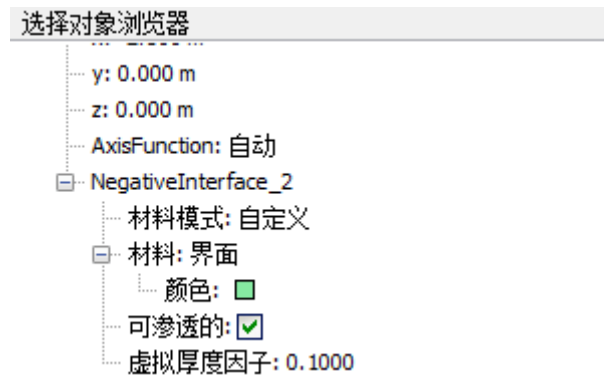 选择对象浏览器
y: 0.000 m
z: 0.000 m
AxisFunction: 自动
NegativeInterface_2
材料模式: 自定义
材料: 界面
颜色:
可渗透的:
虚拟厚度因子: 0.1000